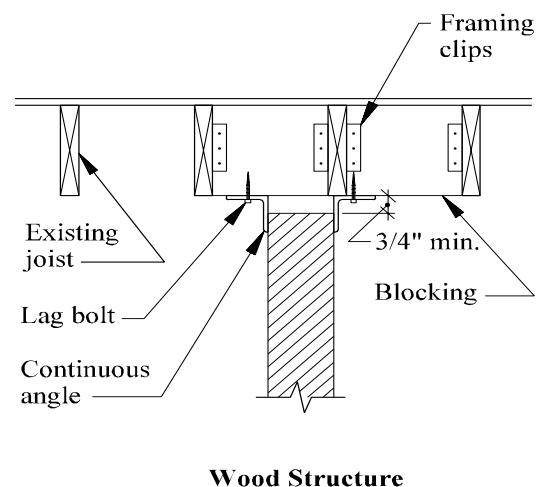 Framing
clips
Existing
joist
3/4" min.
Blocking
Lag bolt
Continuous
angle
Wood Structure